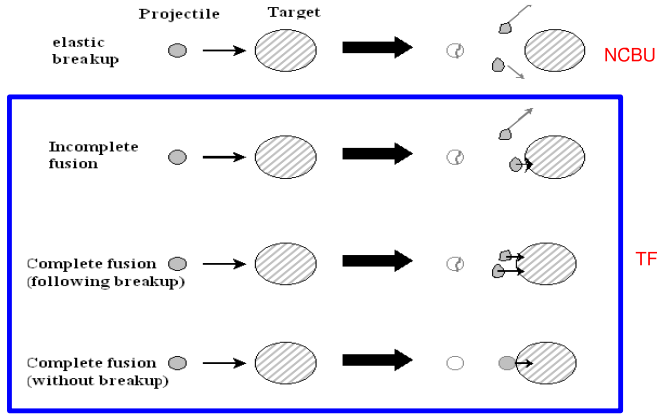 Projectile Target
elastic
breakup
NCBU
Incomplete
fusion
Complete fusion
(following breakup)
TF
Complete fusion
(without breakup)